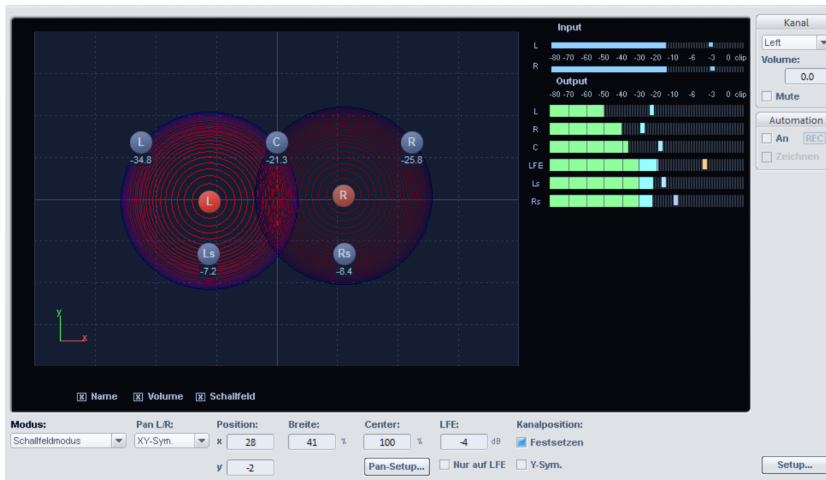 Input
L
-80 -70 -60 -50 -40 -30 -20 -10 -6 -3 0 clip
R
Output
-80 -70 -60 -50 -40 -30 -20 -10 -6 -3 0 clip
L
R
C
LFE
Ls
Rs
L
C
R
-34.8
-21.3
-25.8
L
R
Ls
Rs
-7.2
-8.4
y
x
x Name x Volume x Schallfeld
Kanal
Left
Volume:
0.0
Mute
Automation
An REC
Zeichnen
Modus: Pan L/R: Position: Breite: Center: LFE: Kanalposition:
Schallfeldmodus XY-Sym. x 28 41 % 100 % -4 dB Festsetzen
y -2 Pan-Setup... Nur auf LFE Y-Sym.
Setup...